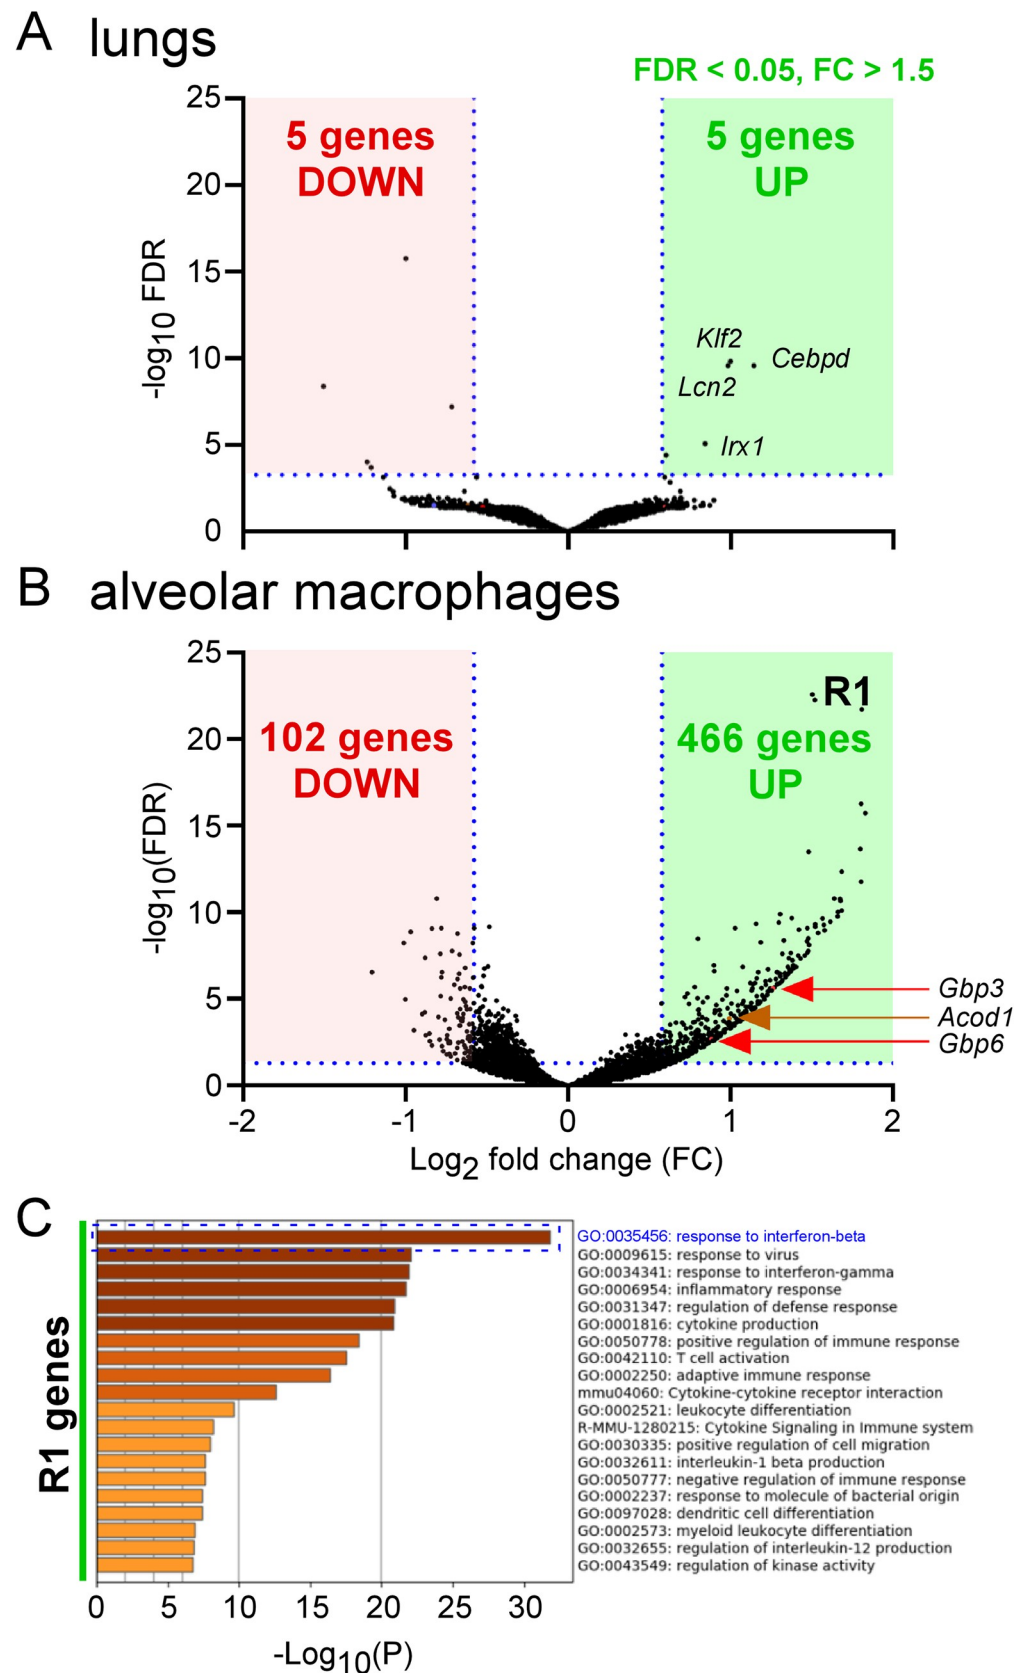 A lungs
FDR < 0.05, FC > 1.5
25
20
15
10
5
0
-log10 FDR
5 genes
DOWN
5 genes
UP
Klf2
Cebpd
Lcn2
Irx1
B alveolar macrophages
25
20
15
10
5
0
-log10(FDR)
102 genes
DOWN
R1
466 genes
UP
Gbp3
Acod1
Gbp6
-2 -1 0 1 2
Log2 fold change (FC)
C
R1 genes
GO:0035456: response to interferon-beta
GO:0009615: response to virus
GO:0034341: response to interferon-gamma
GO:0006954: inflammatory response
GO:0031347: regulation of defense response
GO:0001816: cytokine production
GO:0050778: positive regulation of immune response
GO:0042110: T cell activation
GO:0002250: adaptive immune response
mmu04060: Cytokine-cytokine receptor interaction
GO:0002521: leukocyte differentiation
R-MMU-1280215: Cytokine Signaling in Immune system
GO:0030335: positive regulation of cell migration
GO:0032611: interleukin-1 beta production
GO:0050777: negative regulation of immune response
GO:0002237: response to molecule of bacterial origin
GO:0097028: dendritic cell differentiation
GO:0002573: myeloid leukocyte differentiation
GO:0032655: regulation of interleukin-12 production
GO:0043549: regulation of kinase activity
0 5 10 15 20 25 30
-Log10(P)